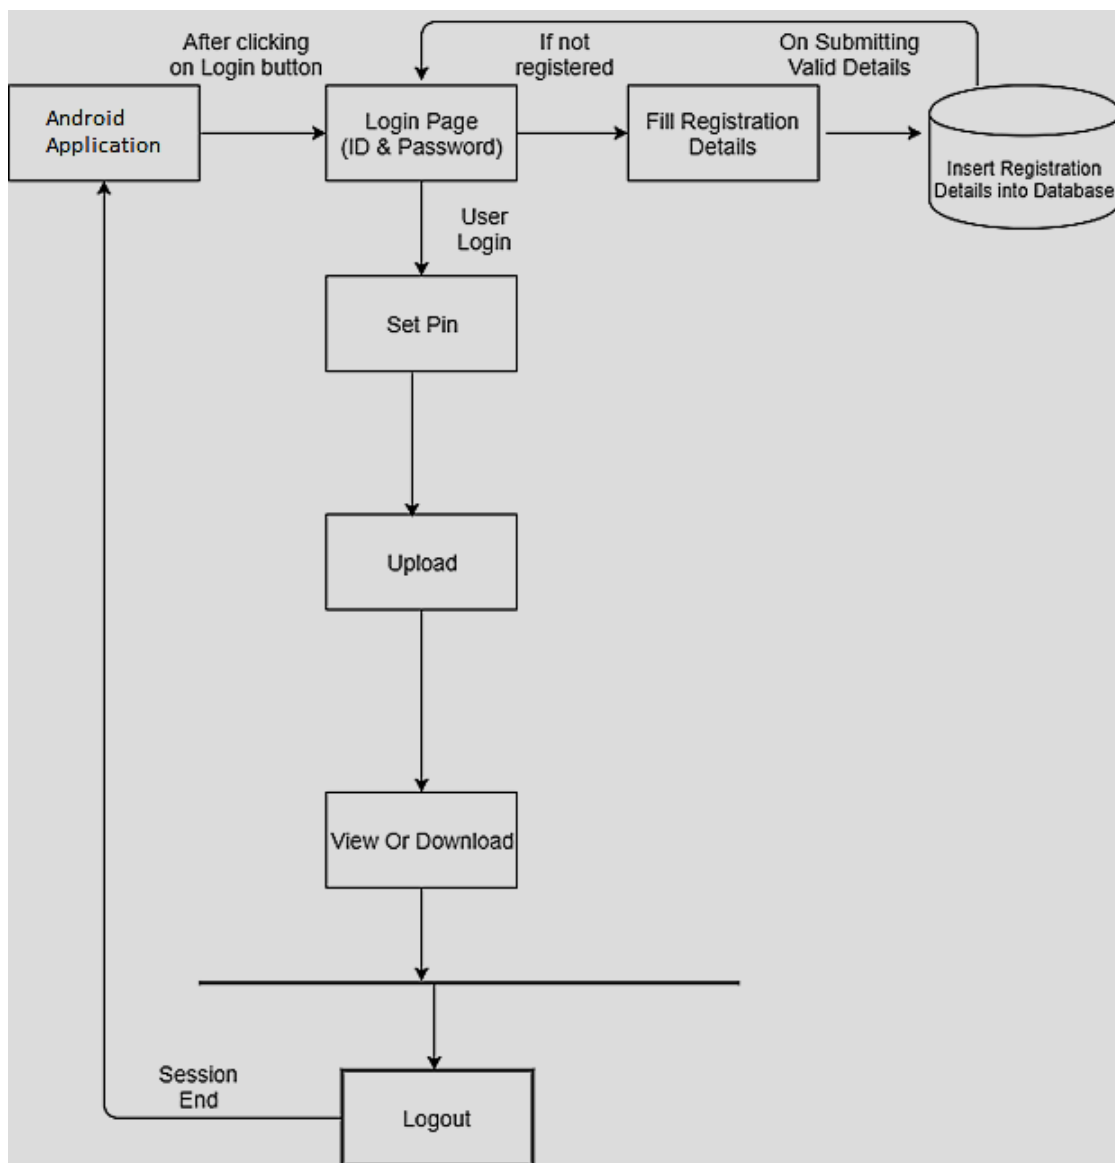 After clicking
on Login button
If not
registered
On Submitting
Valid Details
Android
Application
Login Page
(ID & Password)
Fill Registration
Details
Insert Registration
Details into Database
User
Login
Set Pin
Upload
View Or Download
Session
End
Logout